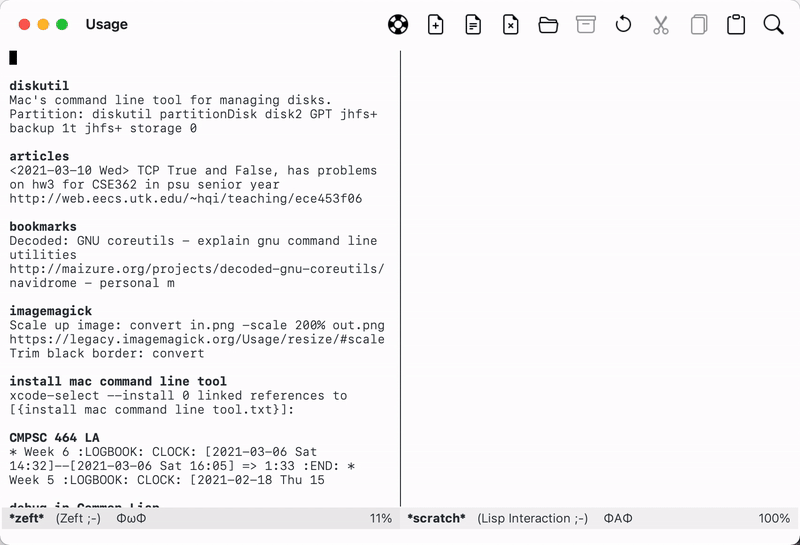 Usage
diskutil
Mac's command line tool for managing disks.
Partition: diskutil partitionDisk disk2 GPT jhfs+
backup 1t jhfs+ storage 0
articles
<2021-03-10 Wed> TCP True and False, has problems
on hw3 for CSE362 in psu senior year
http://web.eecs.utk.edu/~hqi/teaching/ece453f06
bookmarks
Decoded: GNU coreutils – explain gnu command line
utilities
http://maizure.org/projects/decoded-gnu-coreutils/
navidrome – personal m
imagemagick
Scale up image: convert in.png -scale 200% out.png
https://legacy.imagemagick.org/Usage/resize/#scale
Trim black border: convert
install mac command line tool
xcode-select --install 0 linked references to
[{install mac command line tool.txt}]:
CMPSC 464 LA
* Week 6 :LOGBOOK: CLOCK: [2021-03-06 Sat
14:32]--[2021-03-06 Sat 16:05] => 1:33 :END: *
Week 5 :LOGBOOK: CLOCK: [2021-02-18 Thu 15
debug in Common Lisp
*zeft* (Zeft ;-) ΦωΦ 11%
*scratch* (Lisp Interaction ;-) ΦAΦ 100%